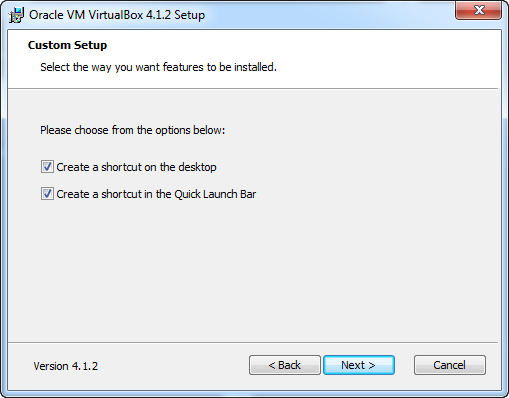 Oracle VM VirtualBox 4.1.2 Setup
Custom Setup
Select the way you want features to be installed.
Please choose from the options below:
Create a shortcut on the desktop
Create a shortcut in the Quick Launch Bar
Version 4.1.2
< Back
Next >
Cancel